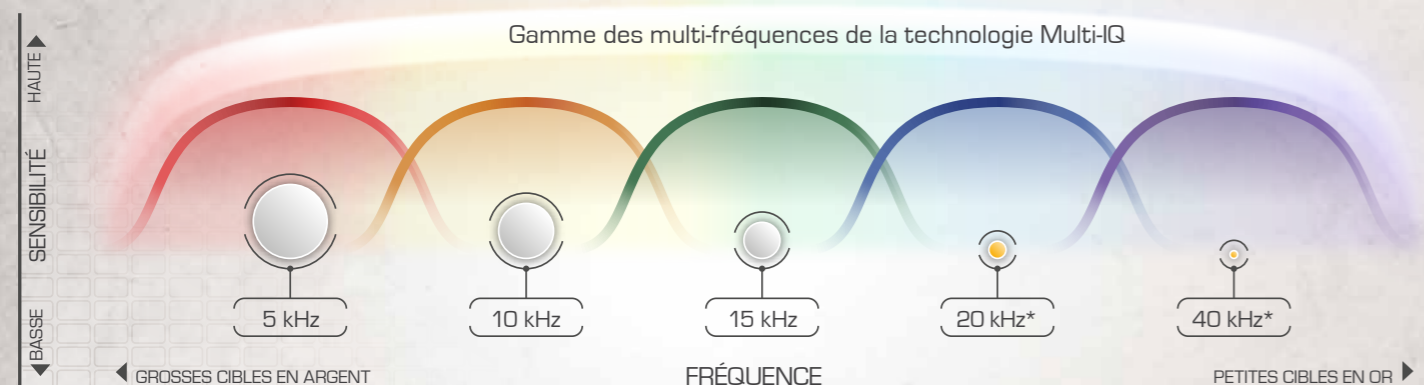 Gamme des multi-fréquences de la technologie Multi-IQ
HAUTE
SENSIBILITÉ
BASSE
5 kHz
10 kHz
15 kHz
20 kHz*
40 kHz*
GROSSES CIBLES EN ARGENT
FRÉQUENCE
PETITES CIBLES EN OR